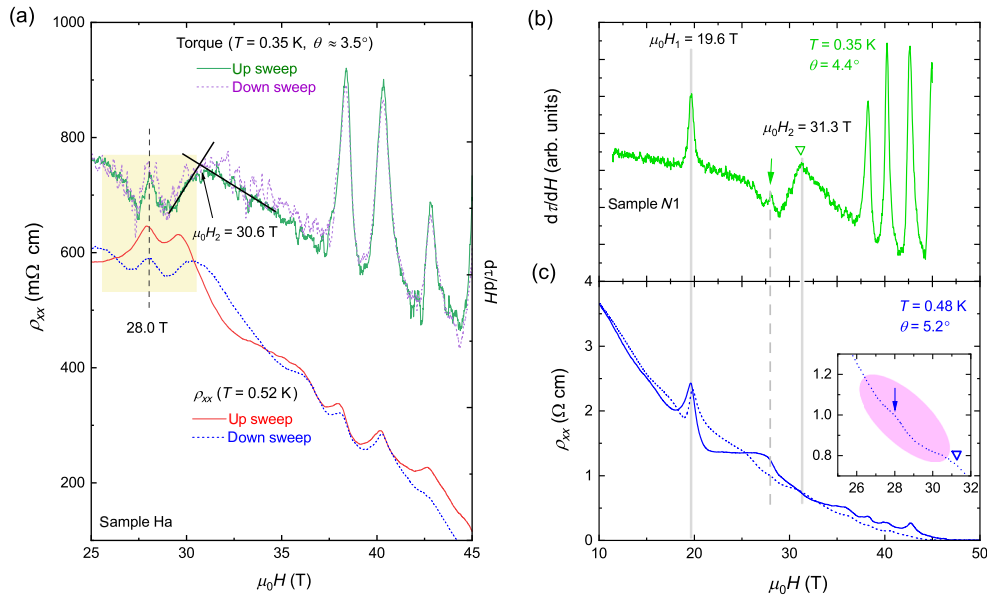 (a)
1000
800
600
400
200
ρxx (mΩ cm)
Torque (T = 0.35 K, θ ≈ 3.5°)
Up sweep
Down sweep
μ0H2 = 30.6 T
28.0 T
ρxx (T = 0.52 K)
Up sweep
Down sweep
Sample Ha
dτ/dH
25 30 35 40 45
μ0H (T)
(b)
μ0H1 = 19.6 T
T = 0.35 K
θ = 4.4°
μ0H2 = 31.3 T
dτ/dH (arb. units)
Sample N1
(c)
4
3
2
1
0
ρxx (Ω cm)
T = 0.48 K
θ = 5.2°
1.2
1.0
0.8
26 28 30 32
10 20 30 40 50
μ0H (T)